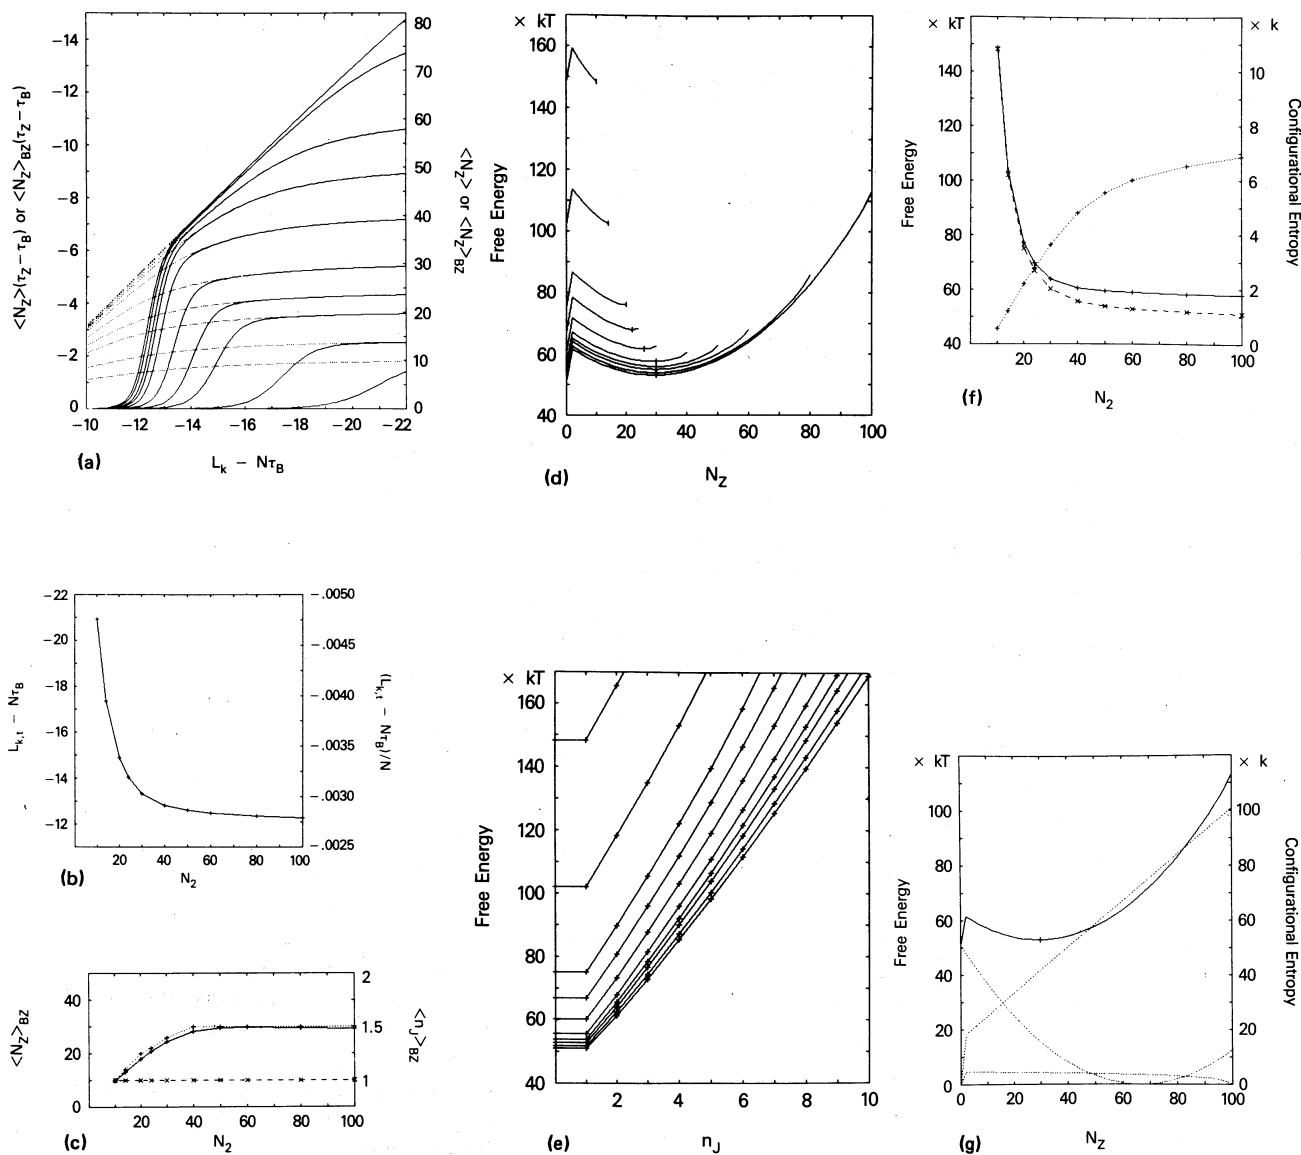 −14
−12
−10
−8
−6
−4
−2
0
80
70
60
50
40
30
20
10
0
−10 −12 −14 −16 −18 −20 −22
<N_Z>(τ_Z−τ_B) or <N_Z>_BZ(τ_Z−τ_B)
<N_Z> or <N_Z>_BZ
(a)
L_k − Nτ_B
× kT
160
140
120
100
80
60
40
Free Energy
0 20 40 60 80 100
(d)
N_Z
× kT
× k
140
120
100
80
60
40
10
8
6
4
2
0
Free Energy
Configurational Entropy
20 40 60 80 100
(f)
N_2
−22
−20
−18
−16
−14
−12
−.0050
−.0045
−.0040
−.0035
−.0030
−.0025
L_k,t − Nτ_B
(L_k,t − Nτ_B)/N
20 40 60 80 100
(b)
N_2
40
20
0
2
1.5
1
<N_Z>_BZ
<n_J>_BZ
20 40 60 80 100
(c)
N_2
× kT
160
140
120
100
80
60
40
Free Energy
2 4 6 8 10
(e)
n_J
× kT
× k
100
80
60
40
20
0
100
80
60
40
20
0
Free Energy
Configurational Entropy
0 20 40 60 80 100
(g)
N_Z